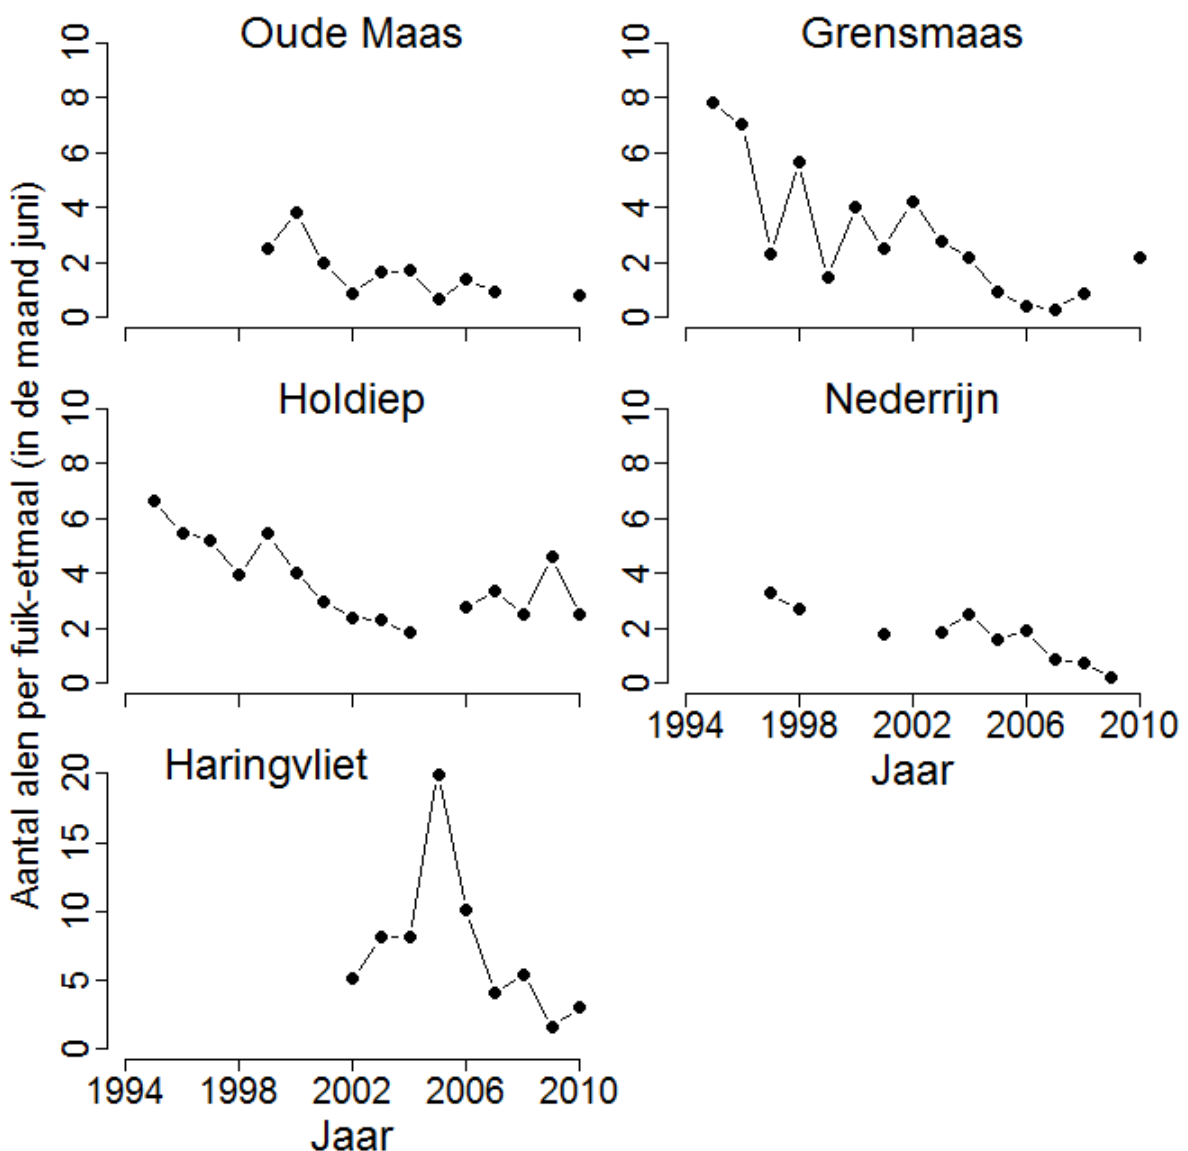 Aantal alen per fuik-etmaal (in de maand juni)
Oude Maas
10
8
6
4
2
0
Grensmaas
10
8
6
4
2
0
Holdiep
10
8
6
4
2
0
Nederrijn
10
8
6
4
2
0
1994 1998 2002 2006 2010
Jaar
Haringvliet
20
15
10
5
0
1994 1998 2002 2006 2010
Jaar